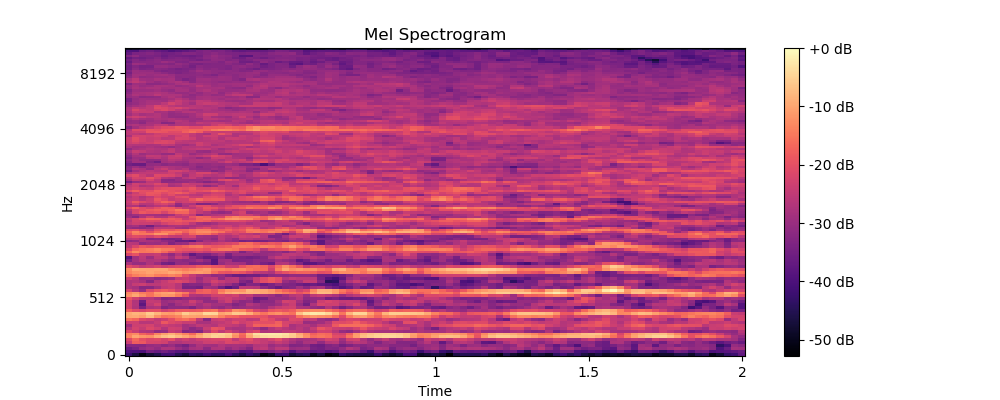 Mel Spectrogram
Hz
8192
4096
2048
1024
512
0
0
0.5
1
1.5
2
Time
+0 dB
-10 dB
-20 dB
-30 dB
-40 dB
-50 dB